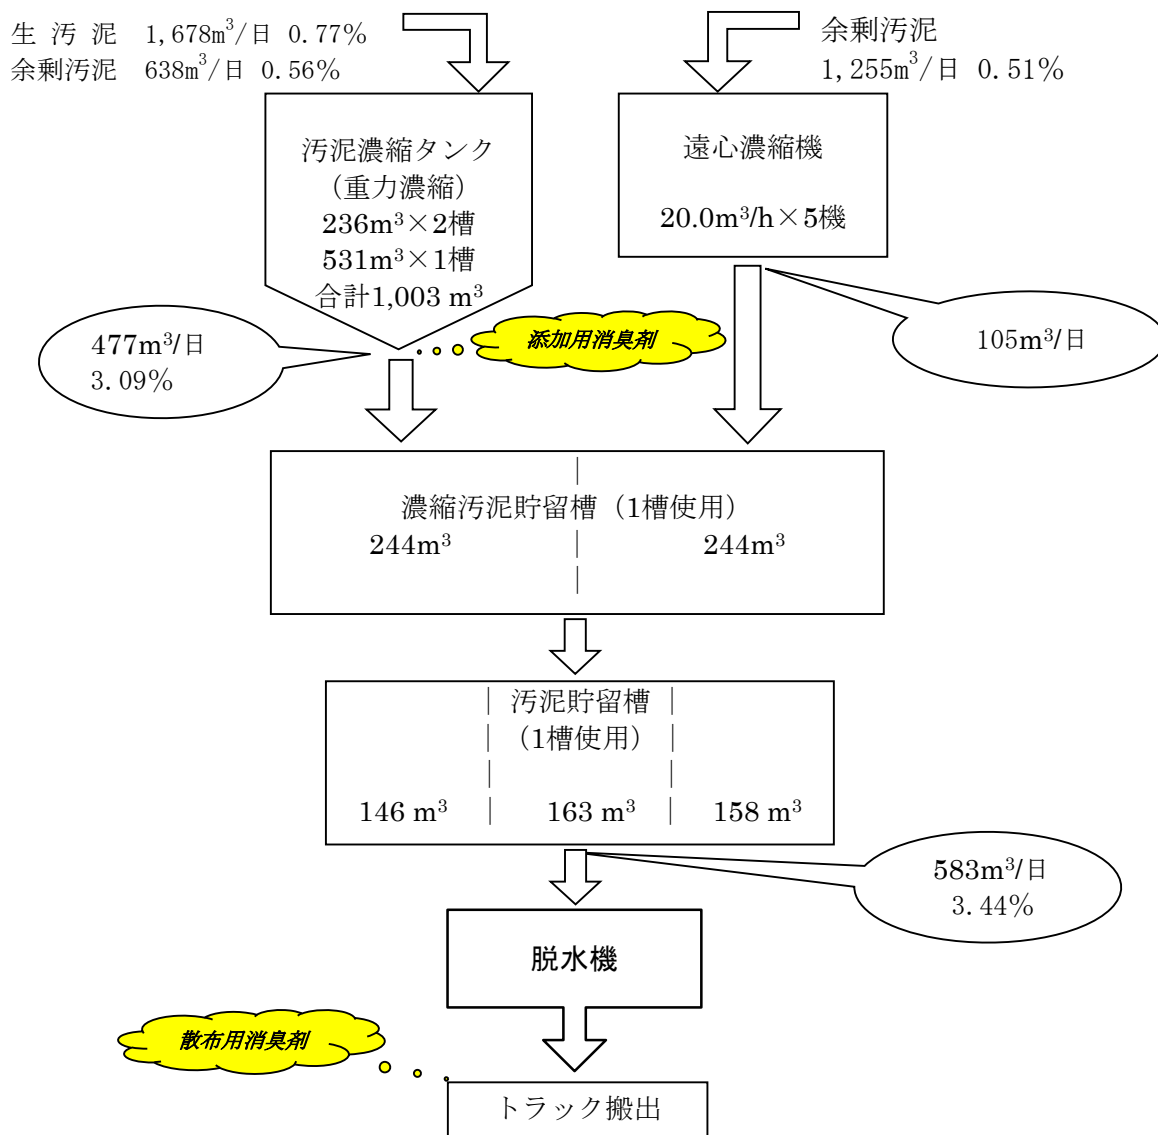 生 汚 泥 1,678m³/日 0.77%
余剰汚泥 638m³/日 0.56%
余剰汚泥
1,255m³/日 0.51%
汚泥濃縮タンク
(重力濃縮)
236m³×2槽
531m³×1槽
合計1,003 m³
遠心濃縮機
20.0m³/h×5機
477m³/日
3.09%
添加用消臭剤
105m³/日
濃縮汚泥貯留槽(1槽使用)
244m³ 244m³
汚泥貯留槽
(1槽使用)
146 m³ 163 m³ 158 m³
583m³/日
3.44%
脱水機
散布用消臭剤
トラック搬出